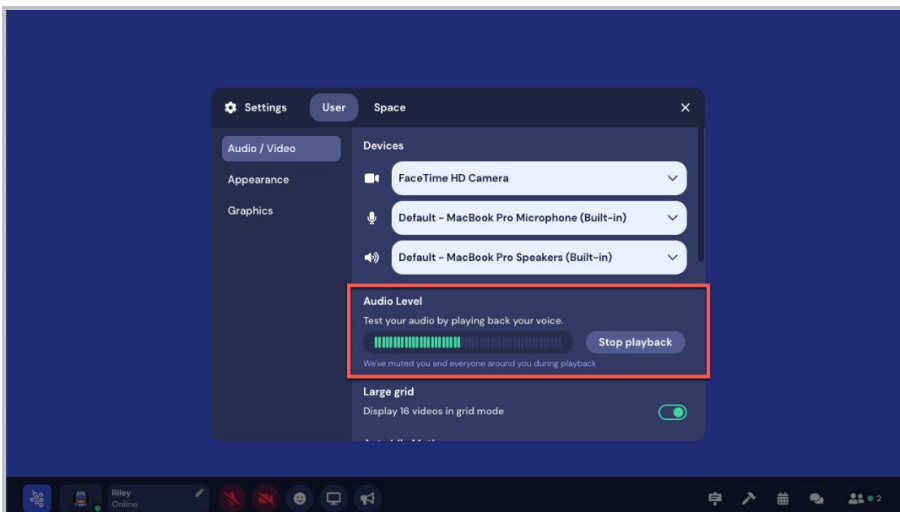 Settings
User
Space
Audio / Video
Appearance
Graphics
Devices
FaceTime HD Camera
Default - MacBook Pro Microphone (Built-in)
Default - MacBook Pro Speakers (Built-in)
Audio Level
Test your audio by playing back your voice.
Stop playback
We've muted you and everyone around you during playback
Large grid
Display 16 videos in grid mode
Riley
Online
2